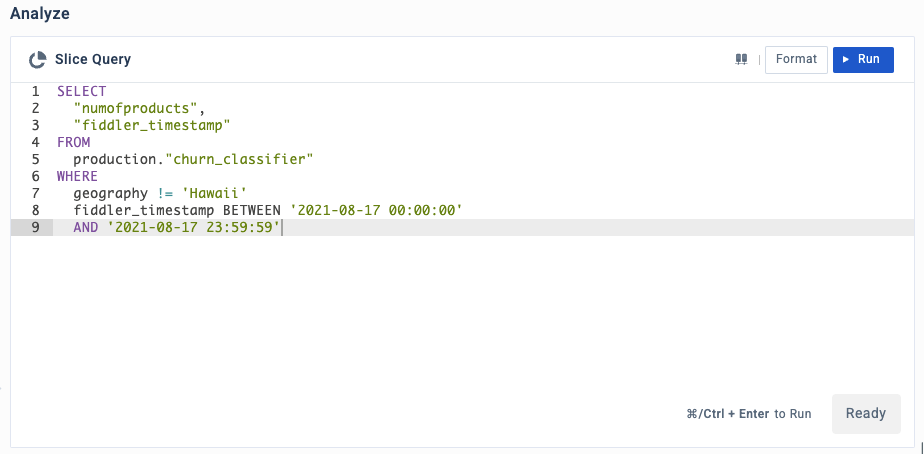 Analyze
Slice Query
Format
Run
1 SELECT
2 "numofproducts",
3 "fiddler_timestamp"
4 FROM
5 production."churn_classifier"
6 WHERE
7 geography != 'Hawaii'
8 fiddler_timestamp BETWEEN '2021-08-17 00:00:00'
9 AND '2021-08-17 23:59:59'
⌘/Ctrl + Enter to Run
Ready